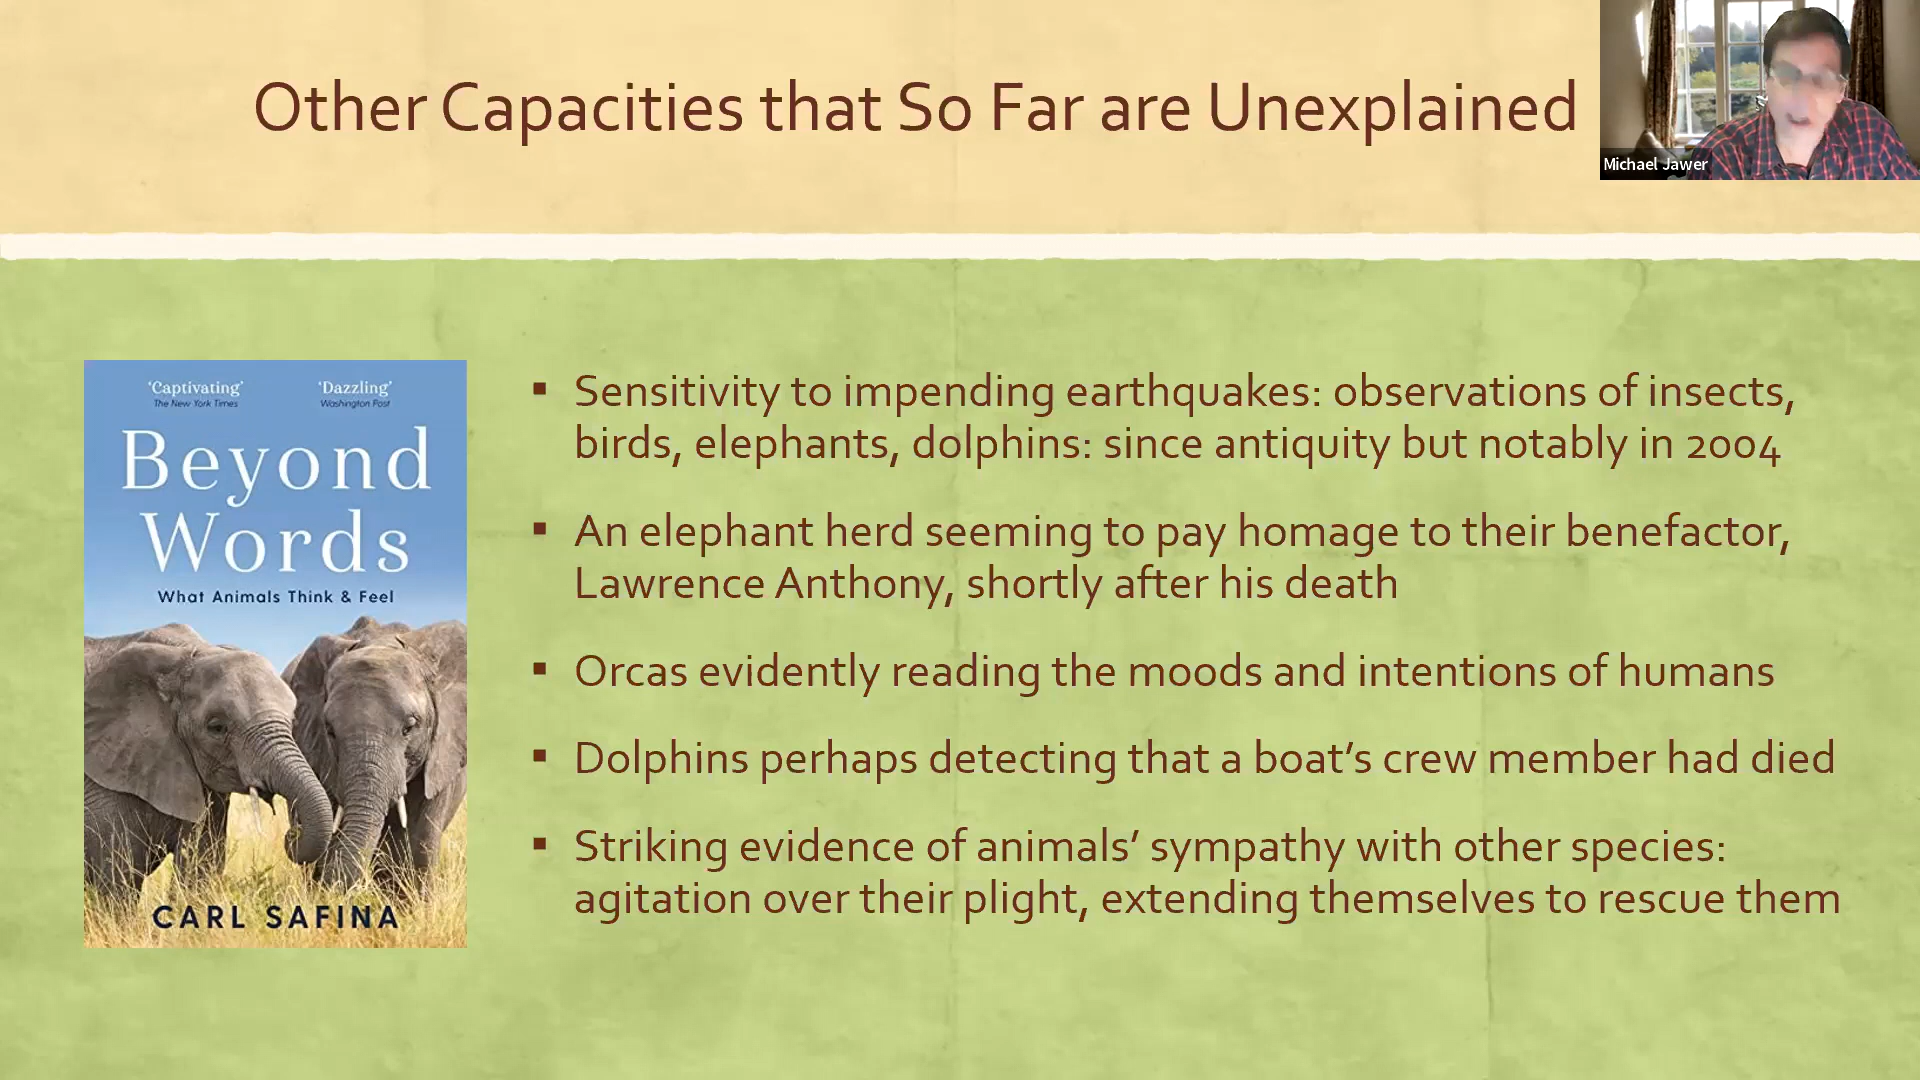 Other Capacities that So Far are Unexplained
Michael Jawer
‘Captivating’
The New York Times
‘Dazzling’
Washington Post
Beyond
Words
What Animals Think & Feel
CARL SAFINA
▪ Sensitivity to impending earthquakes: observations of insects,
birds, elephants, dolphins: since antiquity but notably in 2004
▪ An elephant herd seeming to pay homage to their benefactor,
Lawrence Anthony, shortly after his death
▪ Orcas evidently reading the moods and intentions of humans
▪ Dolphins perhaps detecting that a boat’s crew member had died
▪ Striking evidence of animals’ sympathy with other species:
agitation over their plight, extending themselves to rescue them